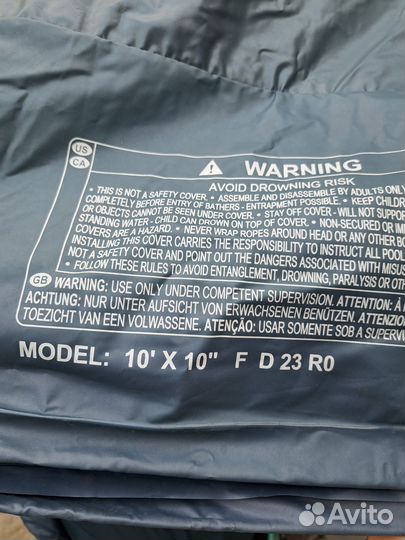 US
CA
WARNING
AVOID DROWNING RISK
• THIS IS NOT A SAFETY COVER. • ASSEMBLE AND DISASSEMBLE BY ADULTS ONLY
COMPLETELY BEFORE ENTRY OF BATHERS - ENTRAPMENT POSSIBLE. • KEEP CHILD
OR OBJECTS CANNOT BE SEEN UNDER COVER. • STAY OFF COVER - WILL NOT SUPPOR
STANDING WATER - CHILD CAN DROWN ON TOP OF COVER. • NON-SECURED OR IM
COVERS ARE A HAZARD. • NEVER WRAP ROPES AROUND HEAD OR ANY OTHER BO
INSTALLING THIS COVER CARRIES THE RESPONSIBILITY TO INSTRUCT ALL POOL
NOT A SAFETY COVER AND POINT OUT THE DANGERS ASSOCIATED WITH MISUS
• FOLLOW THESE RULES TO AVOID ENTANGLEMENT, DROWNING, PARALYSIS OR OTH
GB WARNING: USE ONLY UNDER COMPETENT SUPERVISION. ATTENTION: À
ACHTUNG: NUR UNTER AUFSICHT VON ERWACHSENEN BENÜTZEN. ATTENZION
TOEZICHT VAN EEN VOLWASSENE. ATENÇÃO: USAR SOMENTE SOB A SUPERV
MODEL: 10' X 10" F D 23 R0
Avito